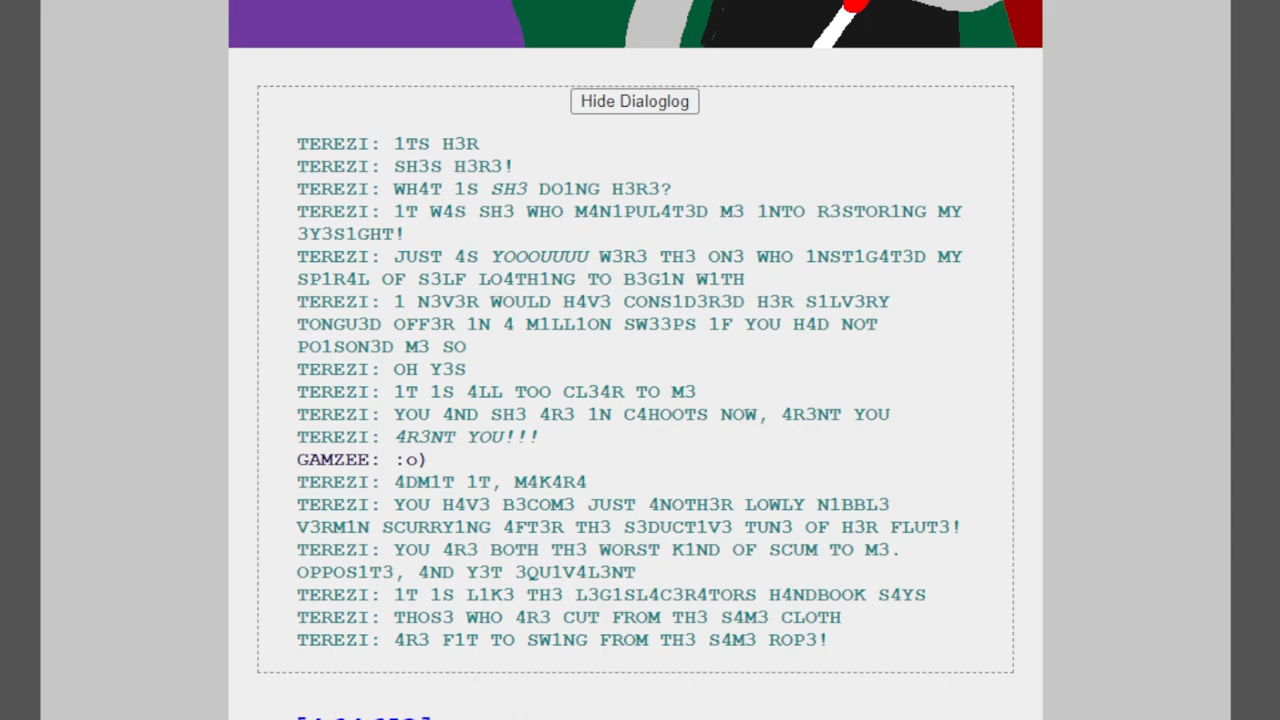 Hide Dialoglog
TEREZI: 1TS H3R
TEREZI: SH3S H3R3!
TEREZI: WH4T 1S SH3 DO1NG H3R3?
TEREZI: 1T W4S SH3 WHO M4N1PUL4T3D M3 1NTO R3STOR1NG MY
3Y3S1GHT!
TEREZI: JUST 4S YOOOUUUU W3R3 TH3 ON3 WHO 1NST1G4T3D MY
SP1R4L OF S3LF LO4TH1NG TO B3G1N W1TH
TEREZI: 1 N3V3R WOULD H4V3 CONS1D3R3D H3R S1LV3RY
TONGU3D OFF3R 1N 4 M1LL1ON SW33PS 1F YOU H4D NOT
PO1SON3D M3 SO
TEREZI: OH Y3S
TEREZI: 1T 1S 4LL TOO CL34R TO M3
TEREZI: YOU 4ND SH3 4R3 1N C4HOOTS NOW, 4R3NT YOU
TEREZI: 4R3NT YOU!!!
GAMZEE: :o)
TEREZI: 4DM1T 1T, M4K4R4
TEREZI: YOU H4V3 B3COM3 JUST 4NOTH3R LOWLY N1BBL3
V3RM1N SCURRY1NG 4FT3R TH3 S3DUCT1V3 TUN3 OF H3R FLUT3!
TEREZI: YOU 4R3 BOTH TH3 WORST K1ND OF SCUM TO M3.
OPPOS1T3, 4ND Y3T 3QU1V4L3NT
TEREZI: 1T 1S L1K3 TH3 L3G1SL4C3R4TORS H4NDBOOK S4YS
TEREZI: THOS3 WHO 4R3 CUT FROM TH3 S4M3 CLOTH
TEREZI: 4R3 F1T TO SW1NG FROM TH3 S4M3 ROP3!